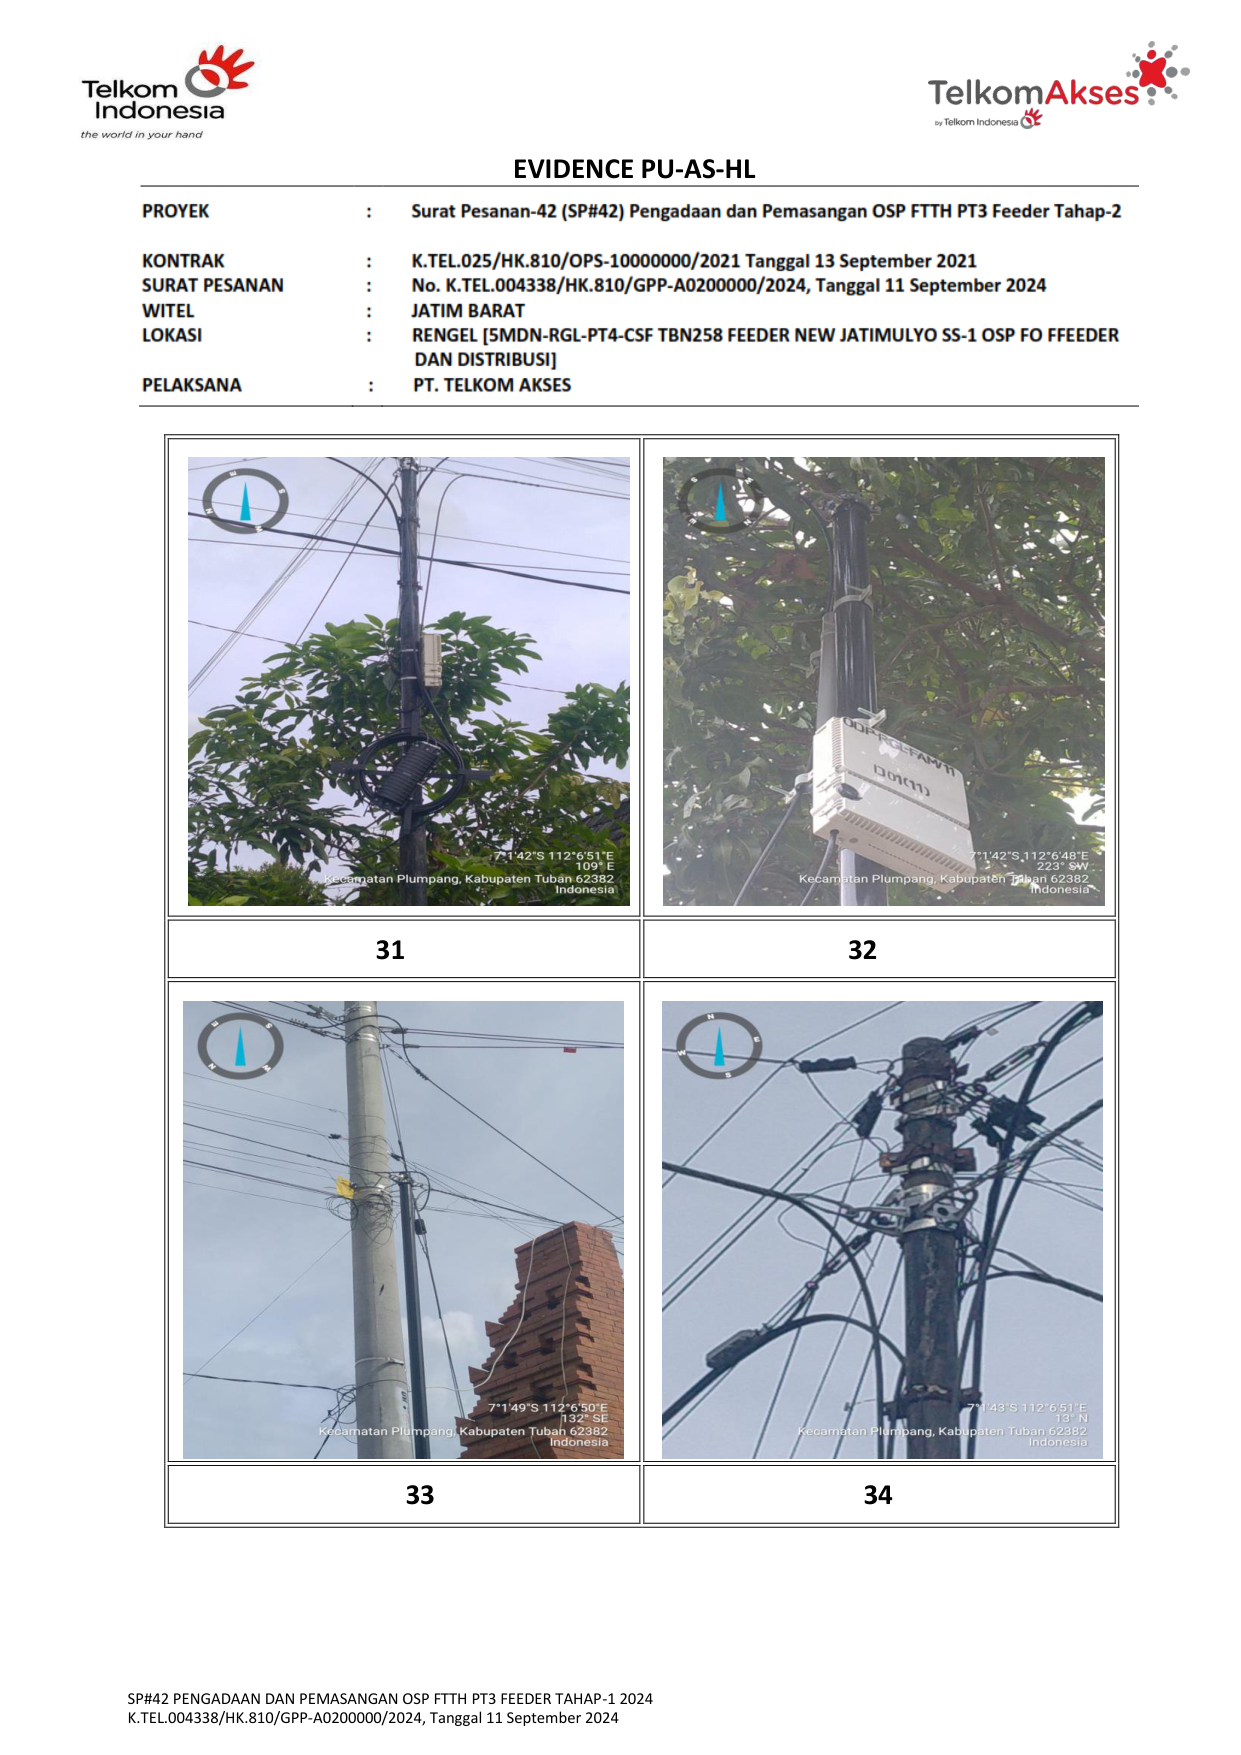 Telkom
Indonesia
the world in your hand
TelkomAkses
by Telkom Indonesia
EVIDENCE PU-AS-HL
PROYEK : Surat Pesanan-42 (SP#42) Pengadaan dan Pemasangan OSP FTTH PT3 Feeder Tahap-2
KONTRAK : K.TEL.025/HK.810/OPS-10000000/2021 Tanggal 13 September 2021
SURAT PESANAN : No. K.TEL.004338/HK.810/GPP-A0200000/2024, Tanggal 11 September 2024
WITEL : JATIM BARAT
LOKASI : RENGEL [5MDN-RGL-PT4-CSF TBN258 FEEDER NEW JATIMULYO SS-1 OSP FO FFEEDER
DAN DISTRIBUSI]
PELAKSANA : PT. TELKOM AKSES
7°1'42"S 112°6'51"E
109° E
Kecamatan Plumpang, Kabupaten Tuban 62382
Indonesia
ODP-RGL-FAM/11
D01(11)
7°1'42"S 112°6'48"E
223° SW
Kecamatan Plumpang, Kabupaten Tuban 62382
Indonesia
31
32
7°1'49"S 112°6'50"E
132° SE
Kecamatan Plumpang, Kabupaten Tuban 62382
Indonesia
7°1'43"S 112°6'51"E
13° N
Kecamatan Plumpang, Kabupaten Tuban 62382
Indonesia
33
34
SP#42 PENGADAAN DAN PEMASANGAN OSP FTTH PT3 FEEDER TAHAP-1 2024
K.TEL.004338/HK.810/GPP-A0200000/2024, Tanggal 11 September 2024